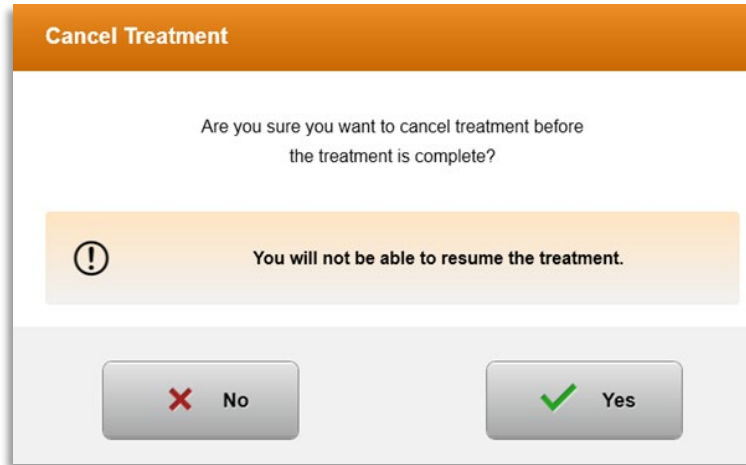 Cancel Treatment
Are you sure you want to cancel treatment before
the treatment is complete?
You will not be able to resume the treatment.
No
Yes